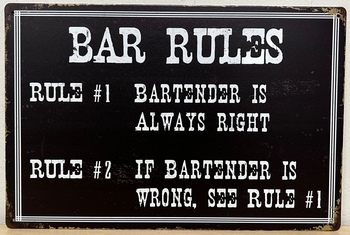 BAR RULES
RULE #1 BARTENDER IS
ALWAYS RIGHT
RULE #2 IF BARTENDER IS
WRONG, SEE RULE #1